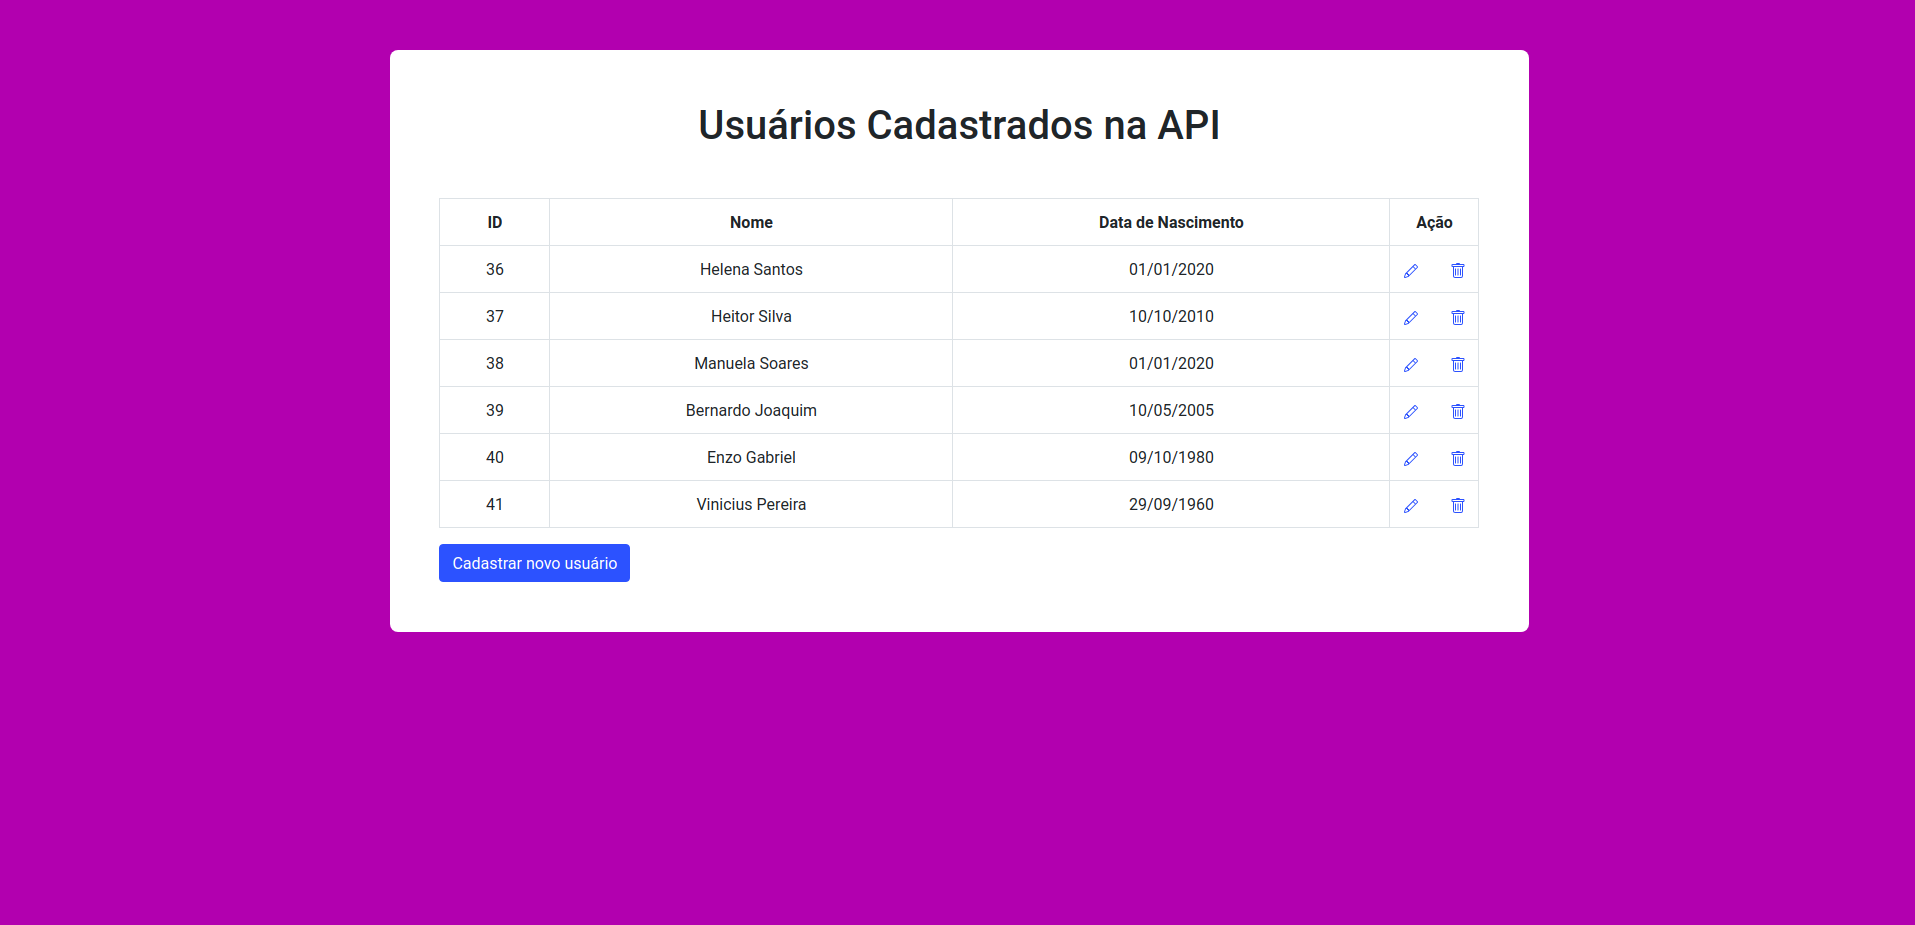 Usuários Cadastrados na API
ID Nome Data de Nascimento Ação
36 Helena Santos 01/01/2020
37 Heitor Silva 10/10/2010
38 Manuela Soares 01/01/2020
39 Bernardo Joaquim 10/05/2005
40 Enzo Gabriel 09/10/1980
41 Vinicius Pereira 29/09/1960
Cadastrar novo usuário